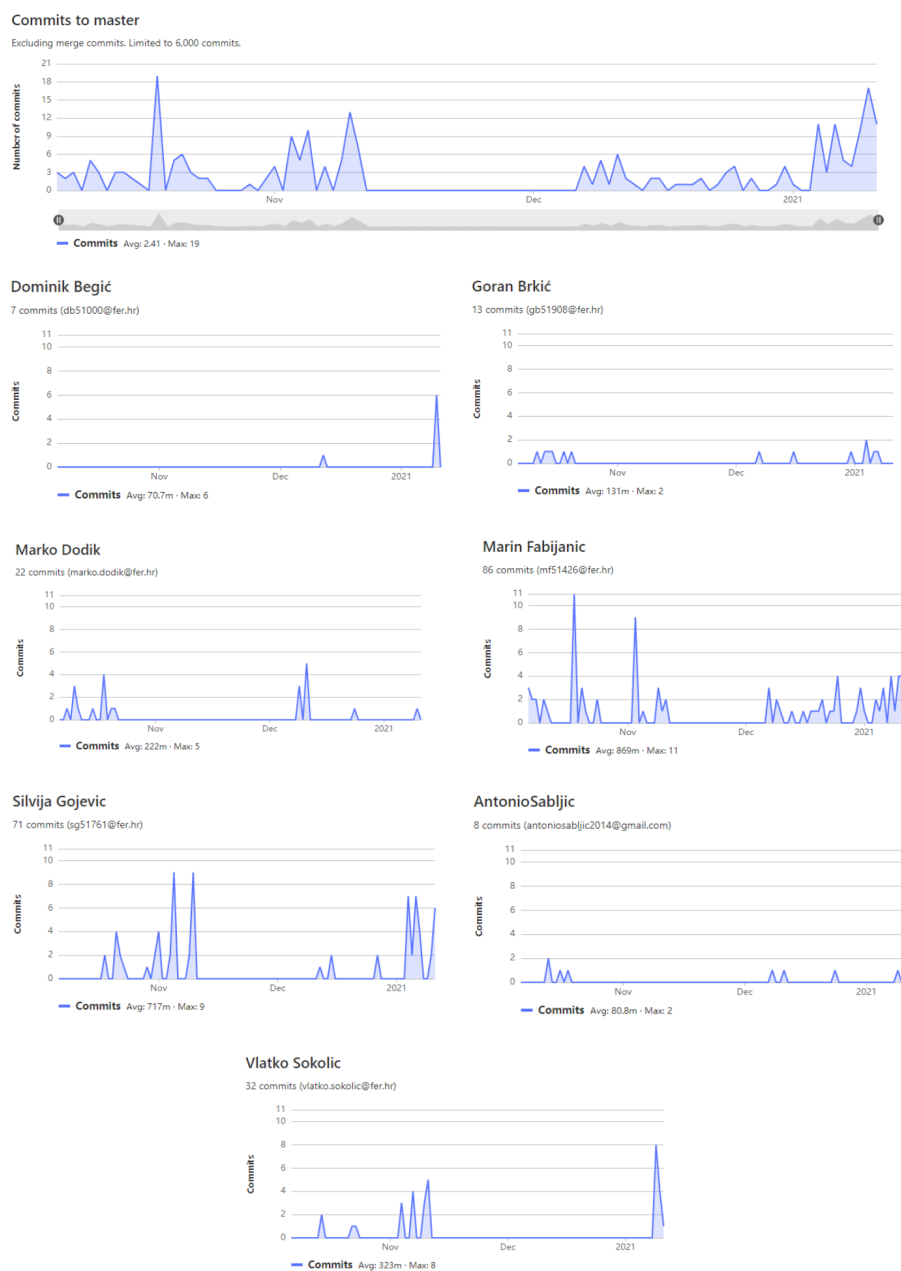 Commits to master
Excluding merge commits. Limited to 6,000 commits.
Number of commits
21
18
15
12
9
6
3
0
Nov
Dec
2021
Commits Avg: 2.41 · Max: 19
Dominik Begić
7 commits (db51000@fer.hr)
Commits
11
10
8
6
4
2
0
Nov
Dec
2021
Commits Avg: 70.7m · Max: 6
Goran Brkić
13 commits (gb51908@fer.hr)
Commits
11
10
8
6
4
2
0
Nov
Dec
2021
Commits Avg: 131m · Max: 2
Marko Dodik
22 commits (marko.dodik@fer.hr)
Commits
11
10
8
6
4
2
0
Nov
Dec
2021
Commits Avg: 222m · Max: 5
Marin Fabijanic
86 commits (mf51426@fer.hr)
Commits
11
10
8
6
4
2
0
Nov
Dec
2021
Commits Avg: 869m · Max: 11
Silvija Gojevic
71 commits (sg51761@fer.hr)
Commits
11
10
8
6
4
2
0
Nov
Dec
2021
Commits Avg: 717m · Max: 9
AntonioSabljic
8 commits (antoniosabljic2014@gmail.com)
Commits
11
10
8
6
4
2
0
Nov
Dec
2021
Commits Avg: 80.8m · Max: 2
Vlatko Sokolic
32 commits (vlatko.sokolic@fer.hr)
Commits
11
10
8
6
4
2
0
Nov
Dec
2021
Commits Avg: 323m · Max: 8